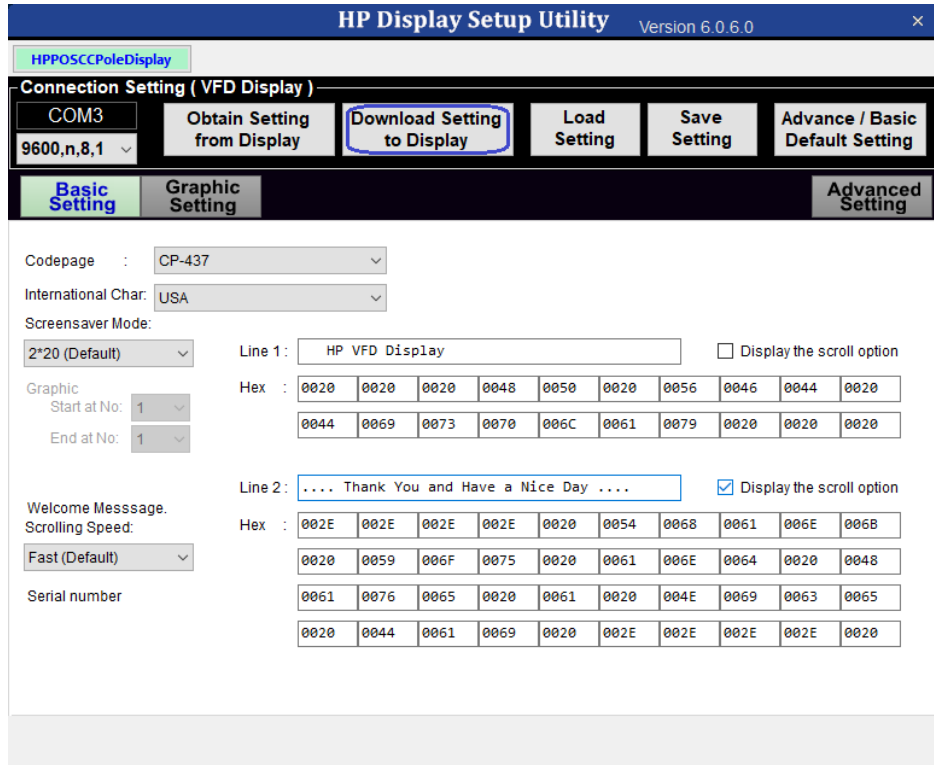 HP Display Setup Utility Version 6.0.6.0 ×
HPPOSCCPoleDisplay
Connection Setting ( VFD Display )
COM3
9600,n,8,1
Obtain Setting
from Display
Download Setting
to Display
Load
Setting
Save
Setting
Advance / Basic
Default Setting
Basic
Setting
Graphic
Setting
Advanced
Setting
Codepage : CP-437
International Char: USA
Screensaver Mode:
2*20 (Default)
Line 1 : HP VFD Display Display the scroll option
Graphic
Start at No: 1
End at No: 1
Hex : 0020 0020 0020 0048 0050 0020 0056 0046 0044 0020
0044 0069 0073 0070 006C 0061 0079 0020 0020 0020
Line 2 : .... Thank You and Have a Nice Day .... Display the scroll option
Welcome Messsage.
Scrolling Speed:
Fast (Default)
Hex : 002E 002E 002E 002E 0020 0054 0068 0061 006E 006B
0020 0059 006F 0075 0020 0061 006E 0064 0020 0048
Serial number
0061 0076 0065 0020 0061 0020 004E 0069 0063 0065
0020 0044 0061 0069 0020 002E 002E 002E 002E 0020